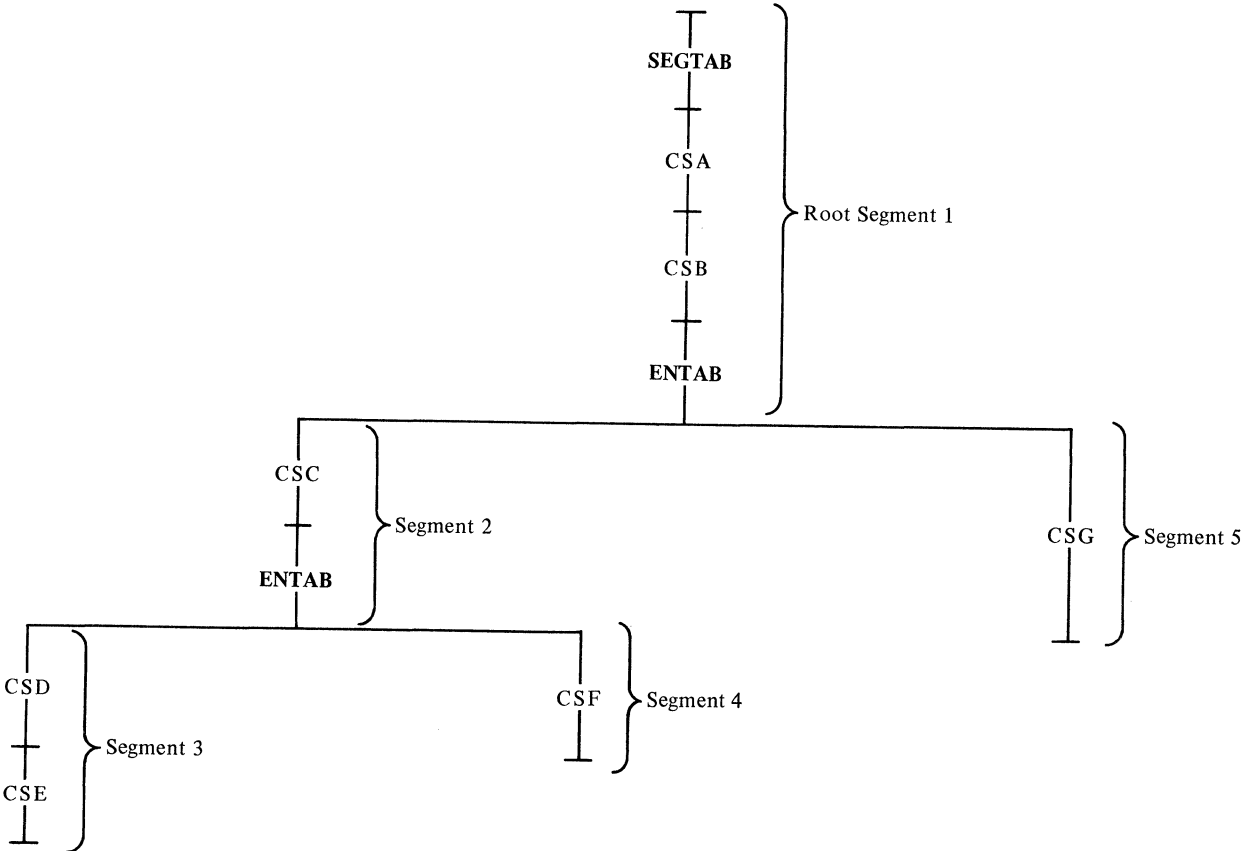 SEGTAB
CSA
Root Segment 1
CSB
ENTAB
CSC
Segment 2
CSG
Segment 5
ENTAB
CSD
CSF
Segment 4
Segment 3
CSE